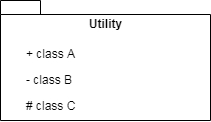 Utility
+ class A
- class B
# class C